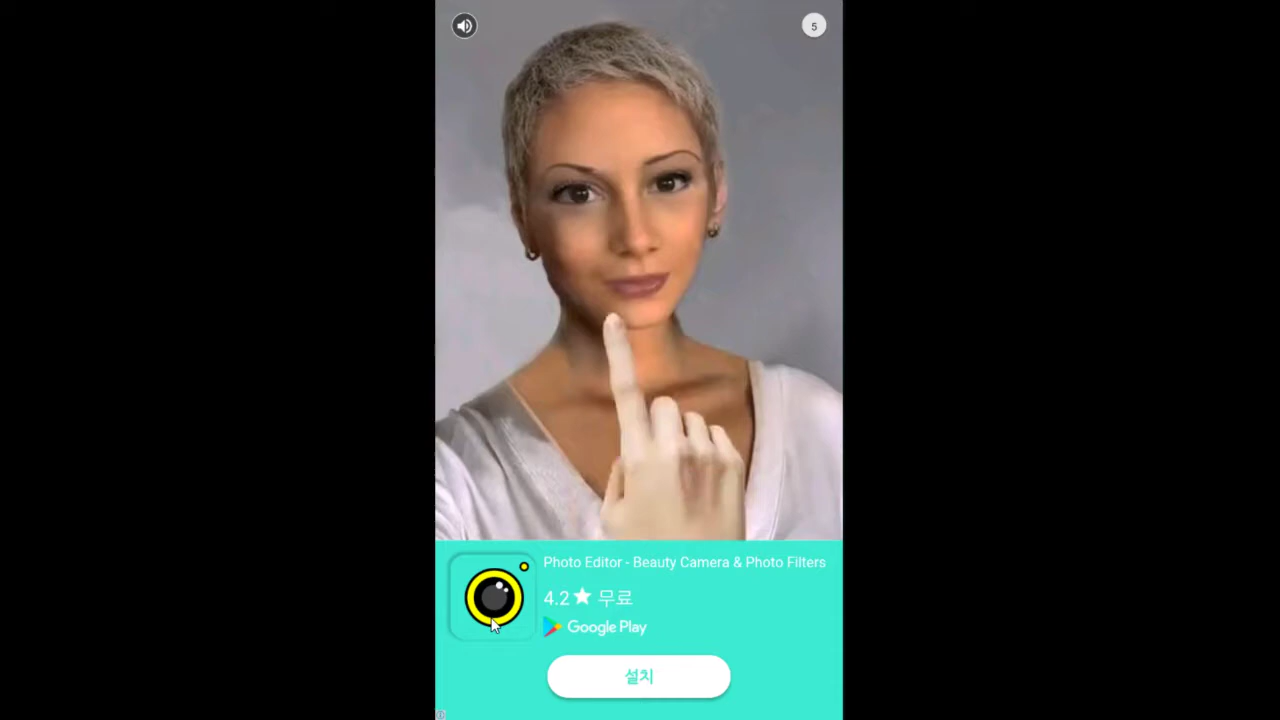 5
Photo Editor - Beauty Camera & Photo Filters
4.2★ 무료
Google Play
설치